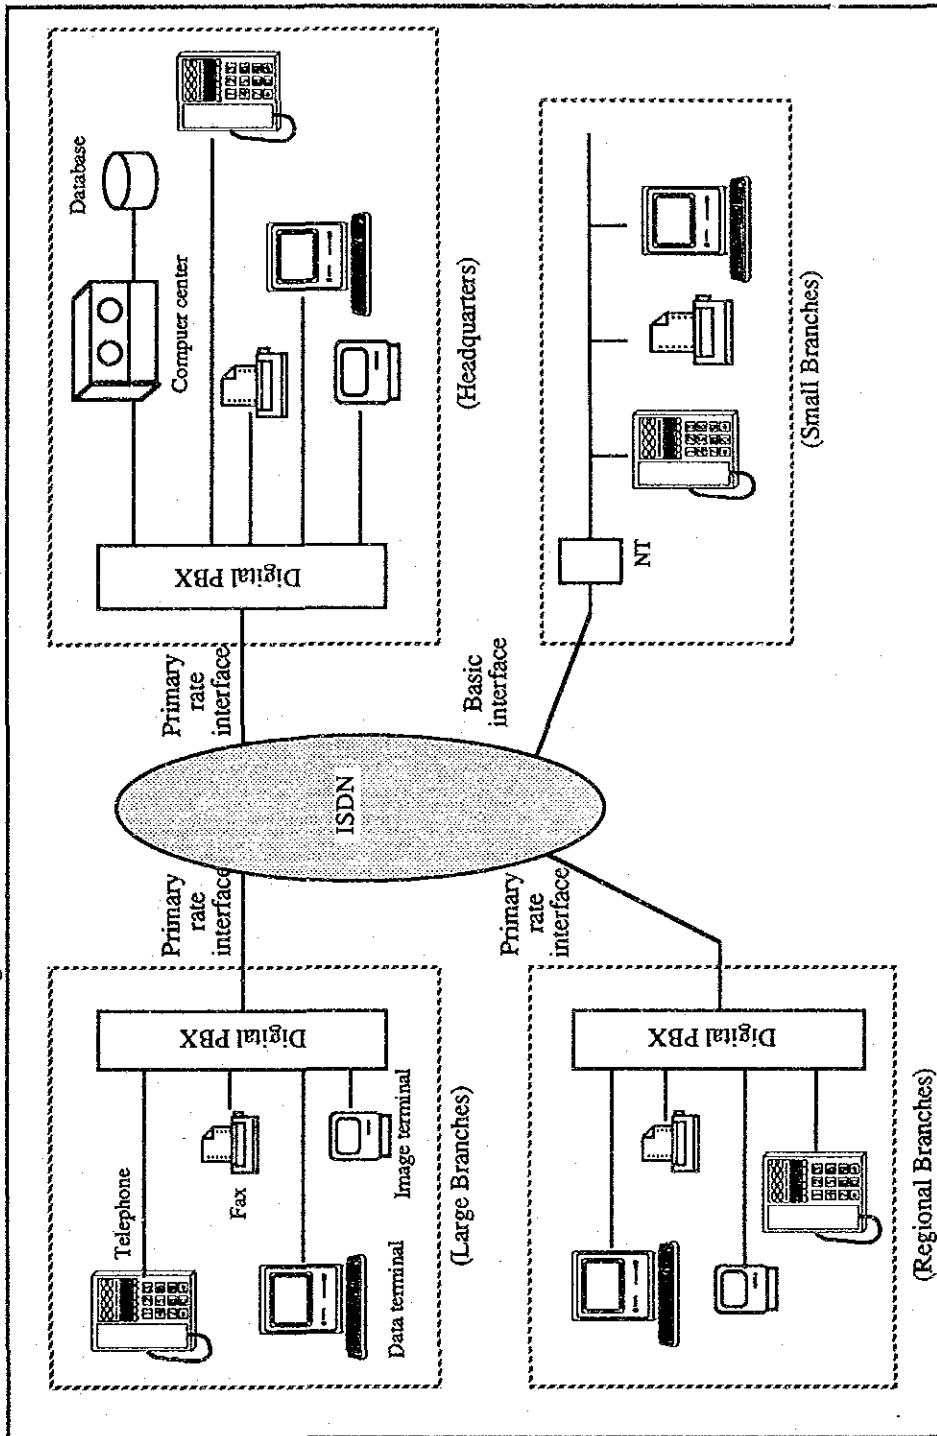 Telephone
Fax
Data terminal
Image terminal
Digital PBX
(Large Branches)
Primary
rate
interface
ISDN
Primary
rate
interface
Digital PBX
Database
Compuer center
(Headquarters)
Digital PBX
(Regional Branches)
Primary
rate
interface
Basic
interface
NT
(Small Branches)